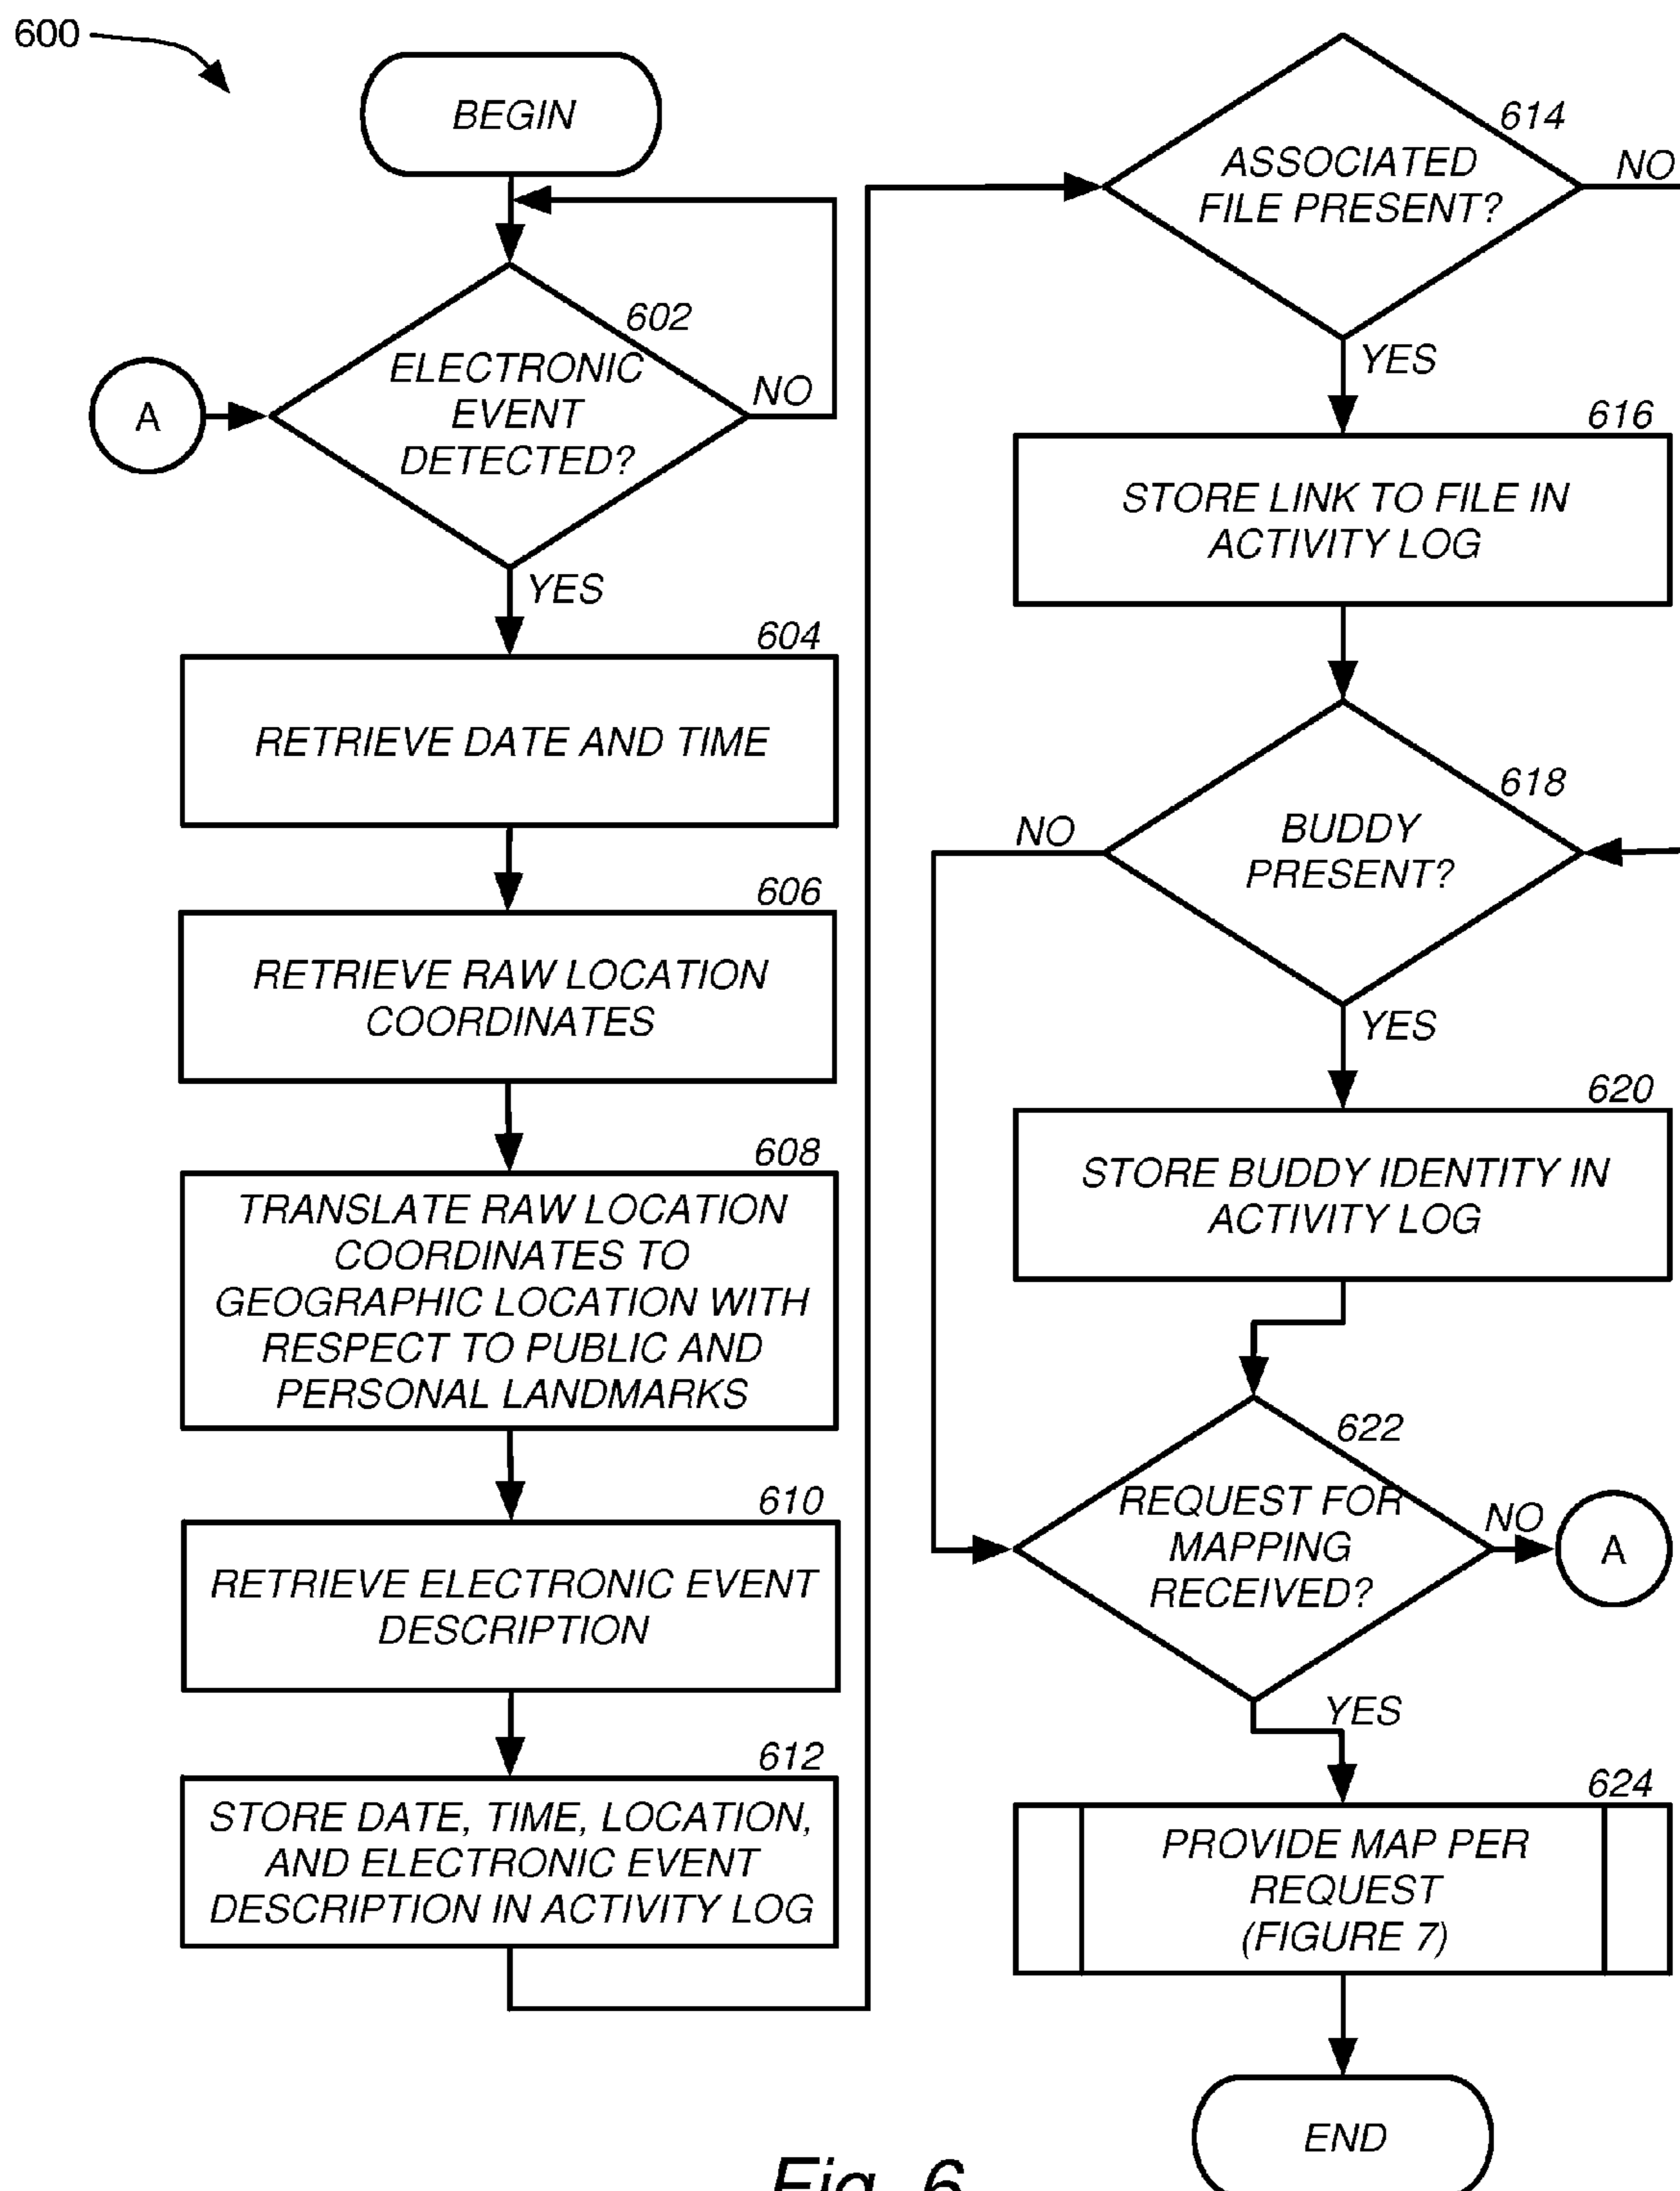 600
BEGIN
602
ELECTRONIC
EVENT
DETECTED?
NO
A
YES
604
RETRIEVE DATE AND TIME
606
RETRIEVE RAW LOCATION
COORDINATES
608
TRANSLATE RAW LOCATION
COORDINATES TO
GEOGRAPHIC LOCATION WITH
RESPECT TO PUBLIC AND
PERSONAL LANDMARKS
610
RETRIEVE ELECTRONIC EVENT
DESCRIPTION
612
STORE DATE, TIME, LOCATION,
AND ELECTRONIC EVENT
DESCRIPTION IN ACTIVITY LOG
614
ASSOCIATED
FILE PRESENT?
NO
YES
616
STORE LINK TO FILE IN
ACTIVITY LOG
618
BUDDY
PRESENT?
NO
YES
620
STORE BUDDY IDENTITY IN
ACTIVITY LOG
622
REQUEST FOR
MAPPING
RECEIVED?
NO
A
YES
624
PROVIDE MAP PER
REQUEST
(FIGURE 7)
END
Fig. 6